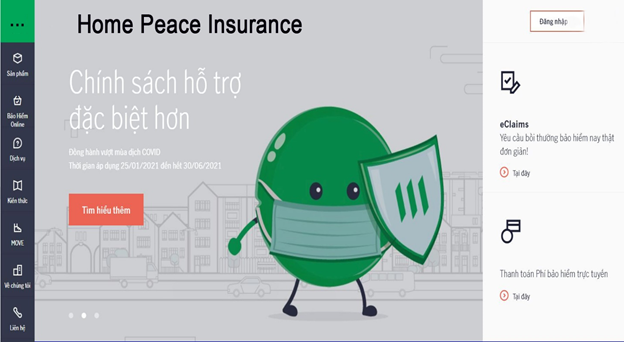 Home Peace Insurance
Đăng nhập
Sản phẩm
Bảo Hiểm
Online
Dịch vụ
Kiến thức
MOVE
Về chúng tôi
Liên hệ
Chính sách hỗ trợ
đặc biệt hơn
Đồng hành vượt mùa dịch COVID
Thời gian áp dụng 25/01/2021 đến hết 30/06/2021
Tìm hiểu thêm
eClaims
Yêu cầu bồi thường bảo hiểm nay thật
đơn giản!
Tại đây
Thanh toán Phí bảo hiểm trực tuyến
Tại đây